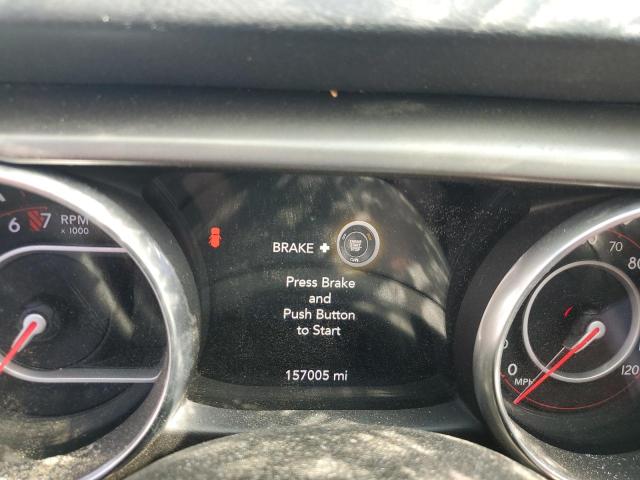 6 7 RPM
x 1000
BRAKE +
Press Brake
and
Push Button
to Start
157005 mi
70
80
0
MPH
120